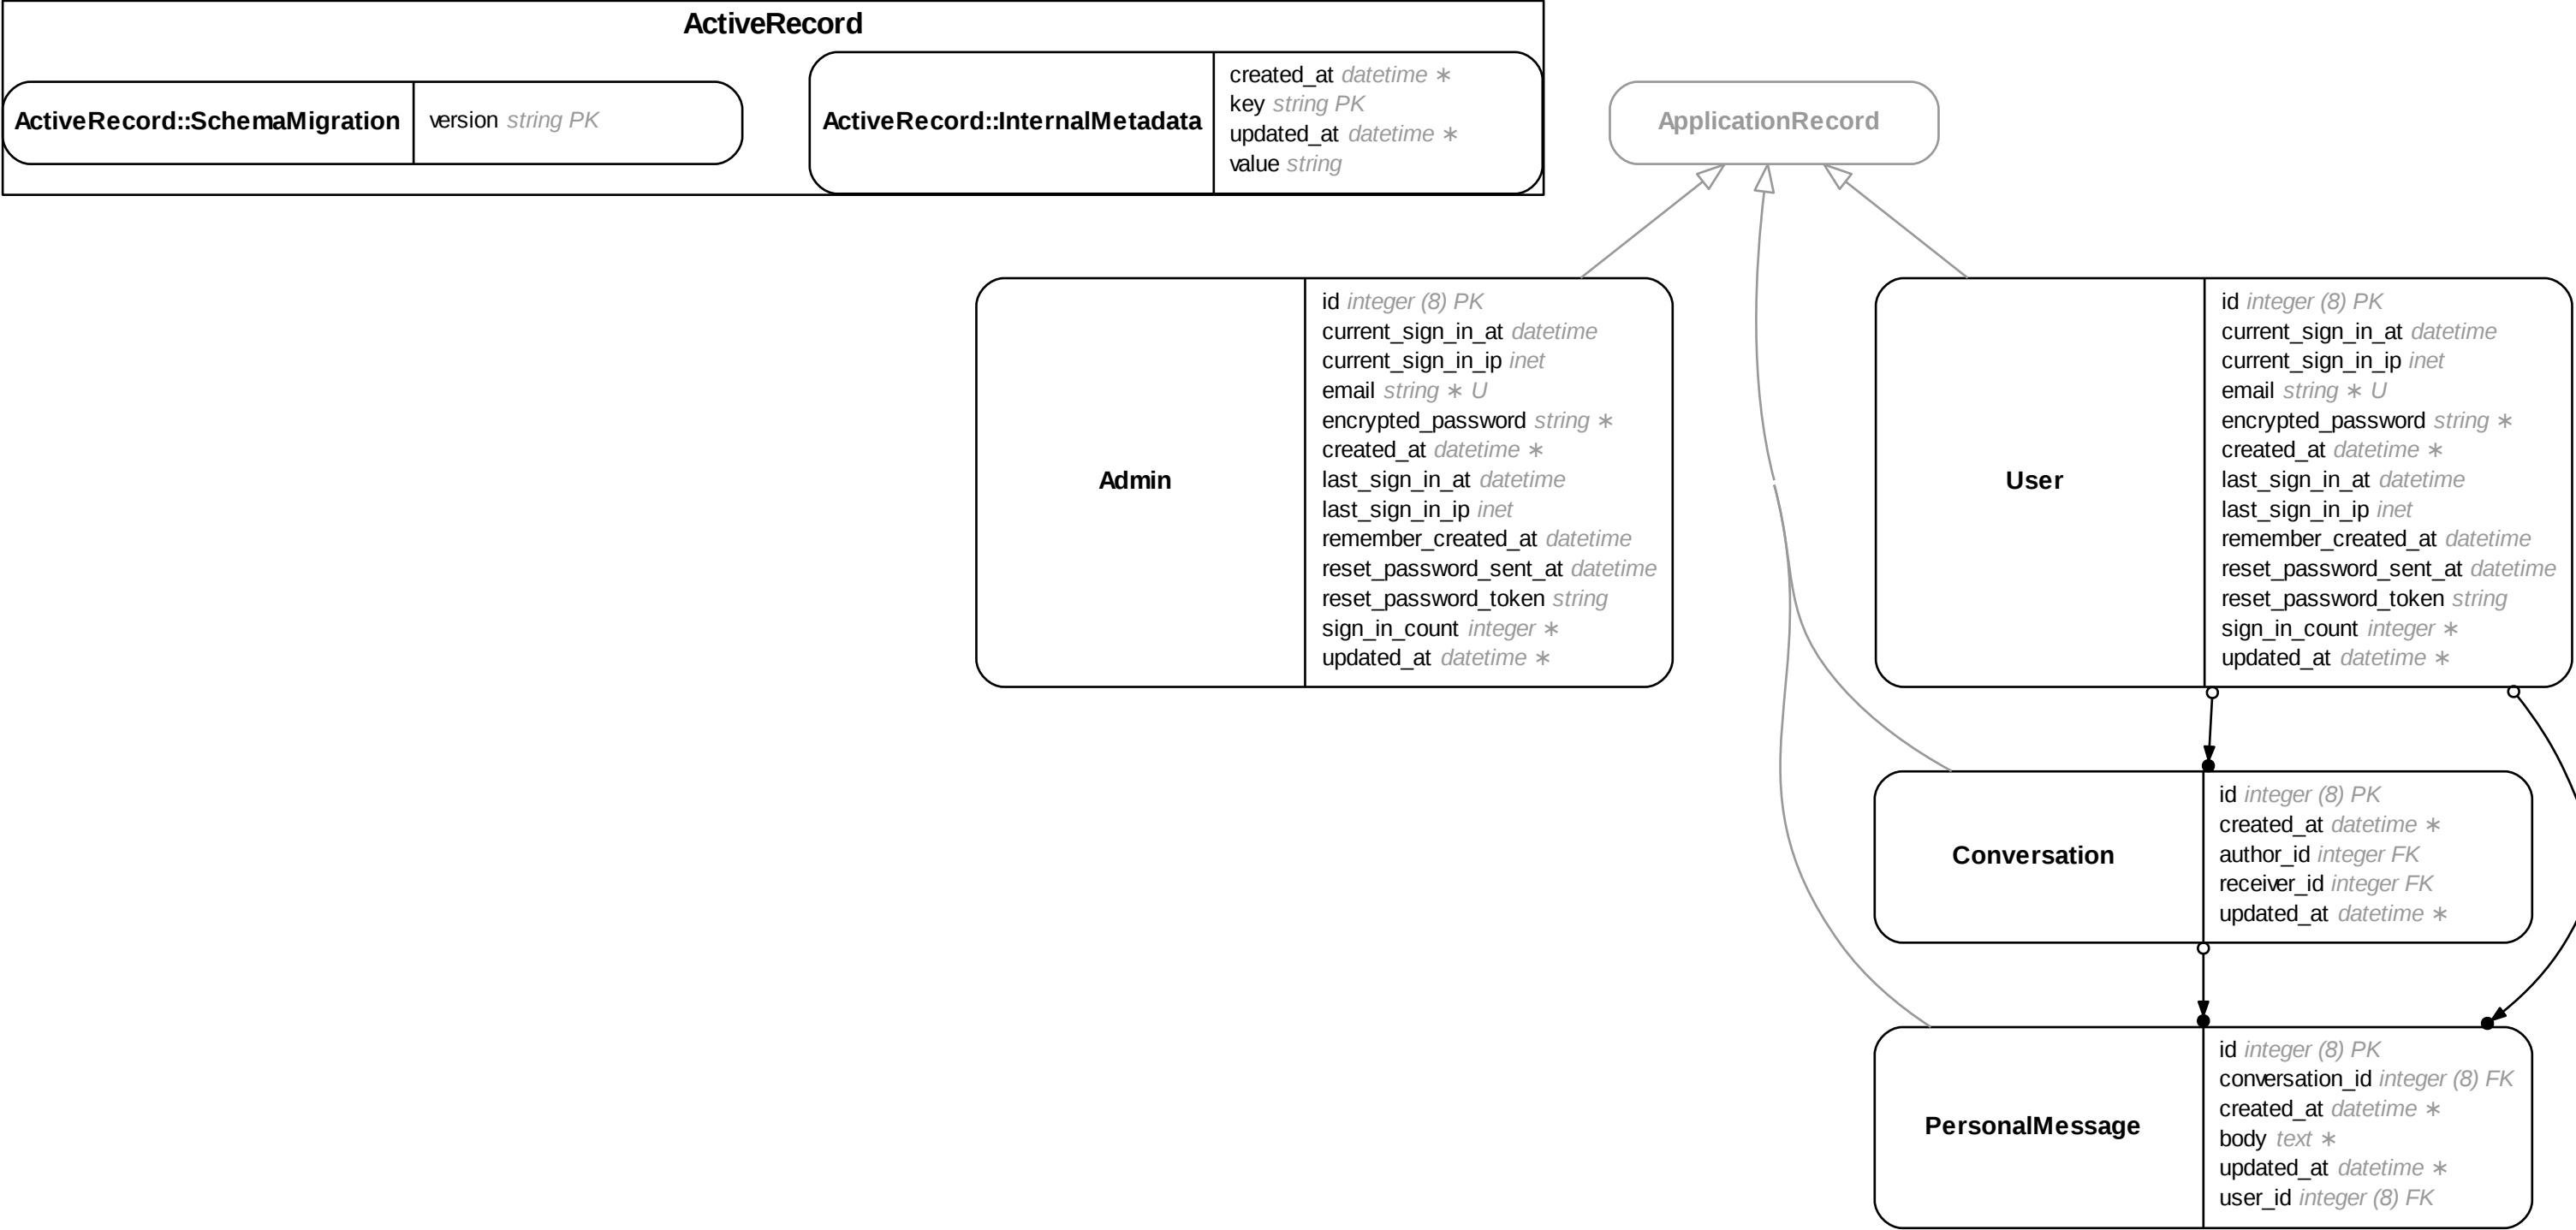 ActiveRecord
ActiveRecord::SchemaMigration
version string PK
ActiveRecord::InternalMetadata
created_at datetime ∗
key string PK
updated_at datetime ∗
value string
ApplicationRecord
Admin
id integer (8) PK
current_sign_in_at datetime
current_sign_in_ip inet
email string ∗ U
encrypted_password string ∗
created_at datetime ∗
last_sign_in_at datetime
last_sign_in_ip inet
remember_created_at datetime
reset_password_sent_at datetime
reset_password_token string
sign_in_count integer ∗
updated_at datetime ∗
User
id integer (8) PK
current_sign_in_at datetime
current_sign_in_ip inet
email string ∗ U
encrypted_password string ∗
created_at datetime ∗
last_sign_in_at datetime
last_sign_in_ip inet
remember_created_at datetime
reset_password_sent_at datetime
reset_password_token string
sign_in_count integer ∗
updated_at datetime ∗
Conversation
id integer (8) PK
created_at datetime ∗
author_id integer FK
receiver_id integer FK
updated_at datetime ∗
PersonalMessage
id integer (8) PK
conversation_id integer (8) FK
created_at datetime ∗
body text ∗
updated_at datetime ∗
user_id integer (8) FK